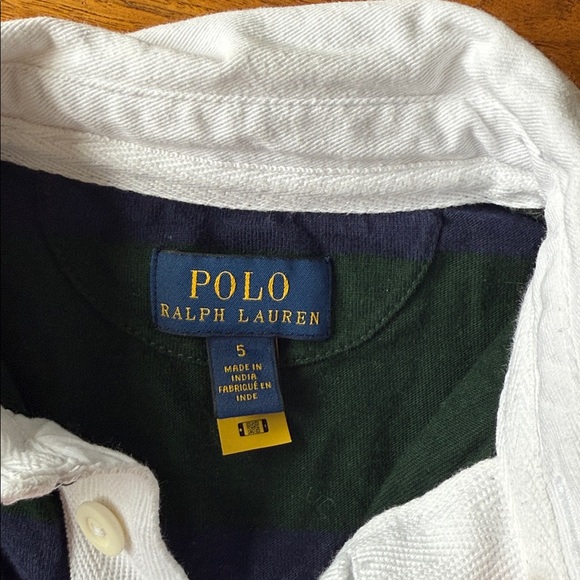 POLO
RALPH LAUREN
5
MADE IN
INDIA
FABRIQUÉ EN
INDE